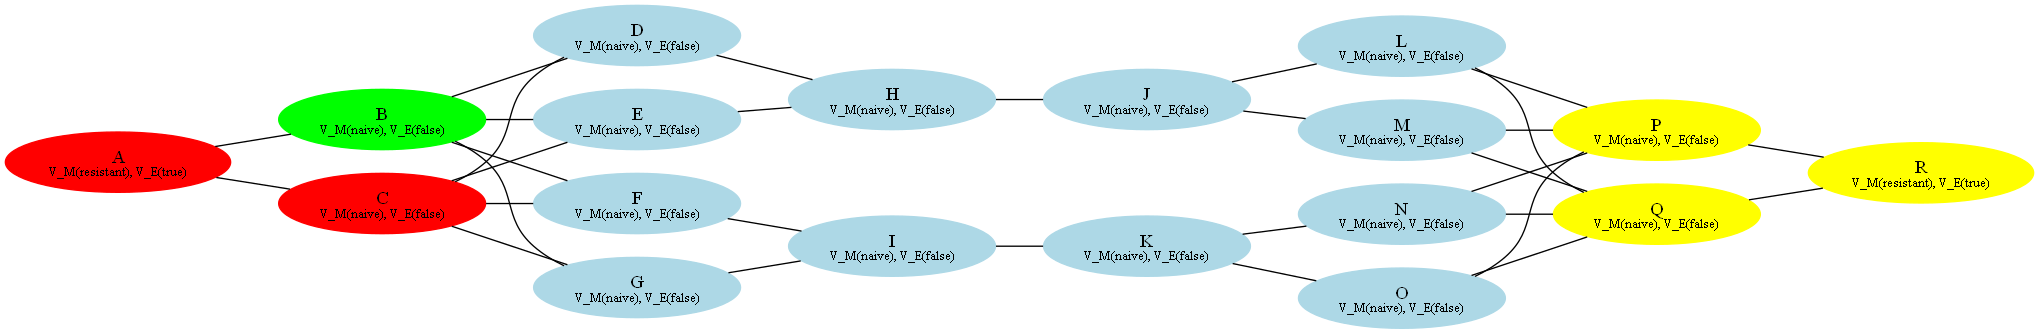 A
V_M(resistant), V_E(true)
B
V_M(naive), V_E(false)
C
V_M(naive), V_E(false)
D
V_M(naive), V_E(false)
E
V_M(naive), V_E(false)
F
V_M(naive), V_E(false)
G
V_M(naive), V_E(false)
H
V_M(naive), V_E(false)
I
V_M(naive), V_E(false)
J
V_M(naive), V_E(false)
K
V_M(naive), V_E(false)
L
V_M(naive), V_E(false)
M
V_M(naive), V_E(false)
N
V_M(naive), V_E(false)
O
V_M(naive), V_E(false)
P
V_M(naive), V_E(false)
Q
V_M(naive), V_E(false)
R
V_M(resistant), V_E(true)